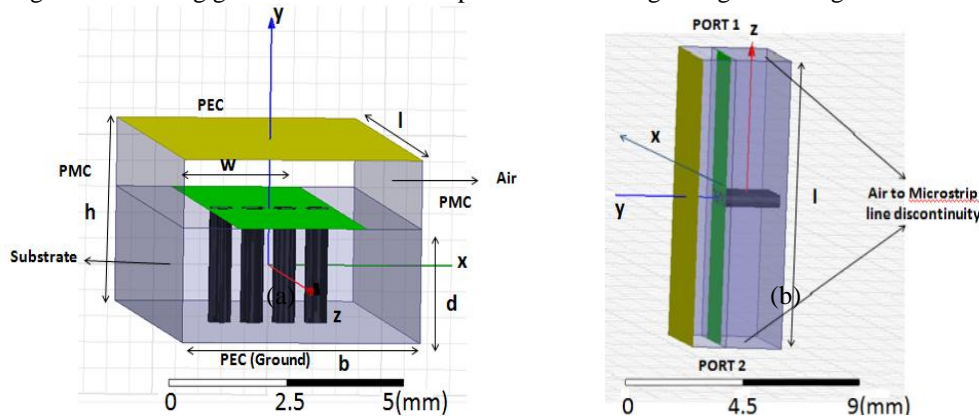 y
PEC
l
PMC
w
Air
PMC
h
Substrate
x
(a)
d
z
PEC (Ground)
b
0 2.5 5(mm)
PORT 1
z
x
y
l
Air to Microstrip
line discontinuity
(b)
PORT 2
0 4.5 9(mm)